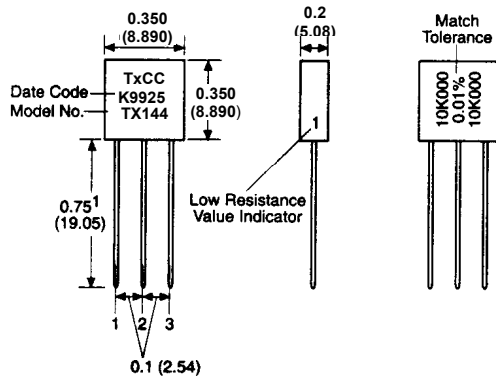 0.350
(8.890)
0.2
(5.08)
Match
Tolerance
TxCC
Date Code
K9925
Model No.
TX144
0.350
(8.890)
1
10K000
0.01%
10K000
0.75¹
(19.05)
Low Resistance
Value Indicator
1 2 3
0.1 (2.54)